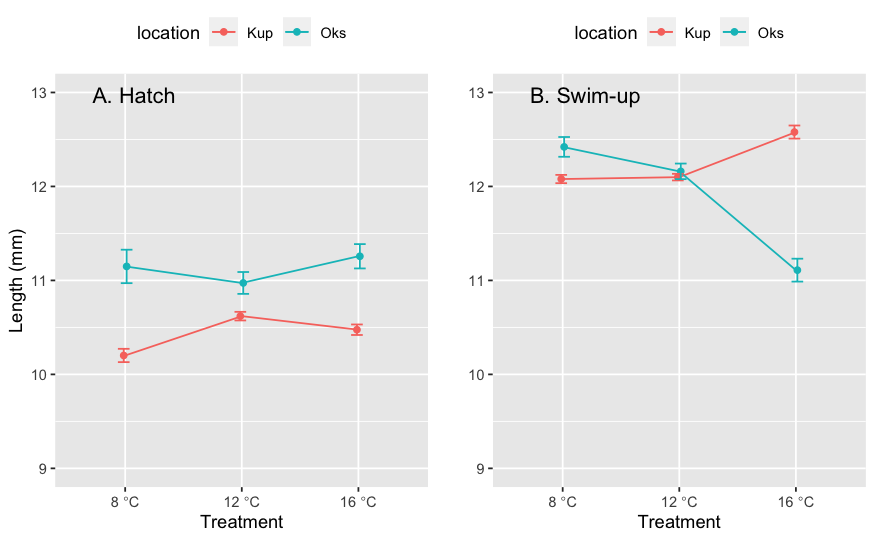 location Kup Oks
A. Hatch
13
12
11
10
9
Length (mm)
8 °C 12 °C 16 °C
Treatment
location Kup Oks
B. Swim-up
13
12
11
10
9
8 °C 12 °C 16 °C
Treatment